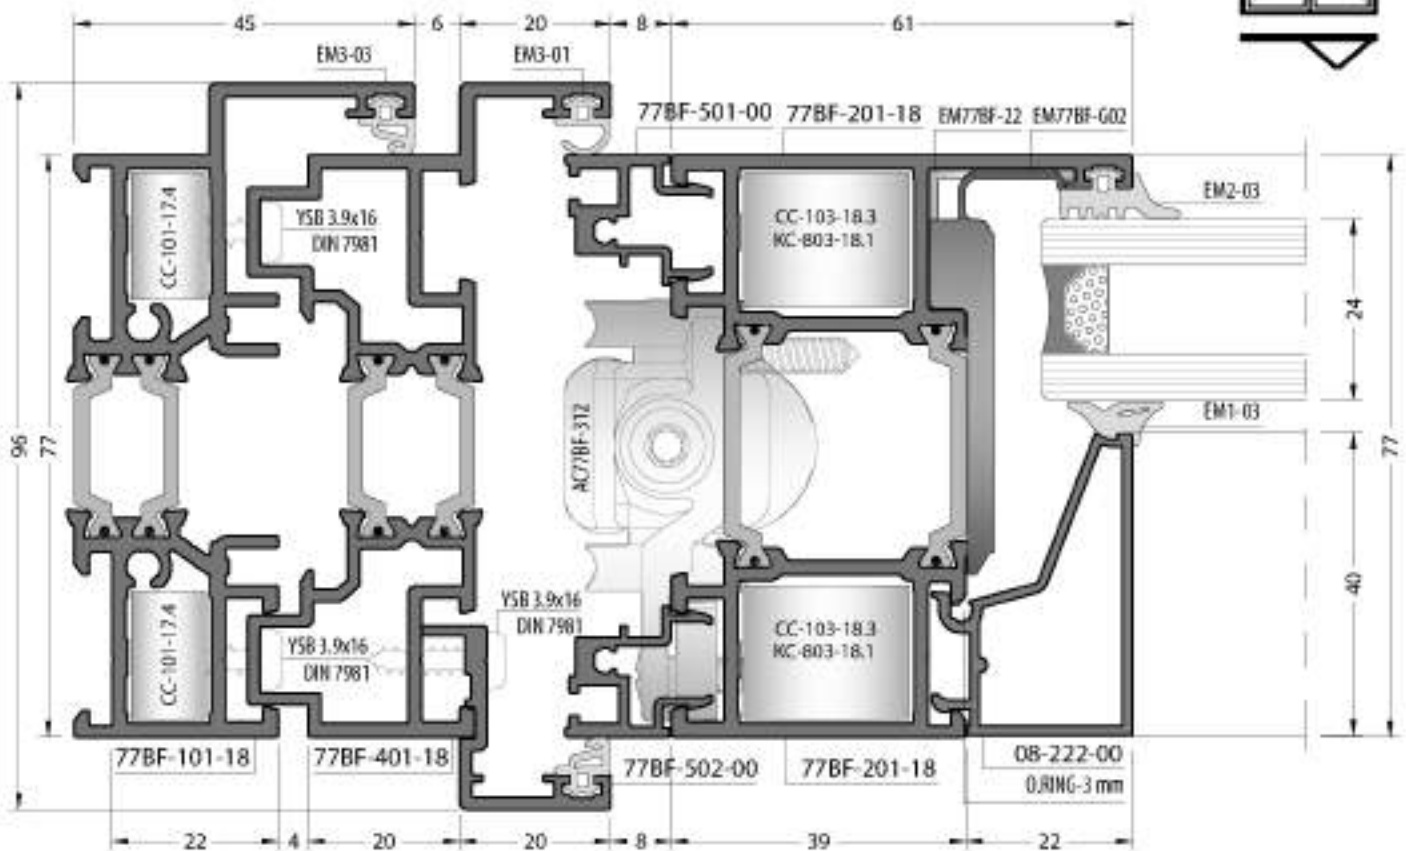 45
6
20
8
61
EM3-03
EM3-01
77BF-501-00
77BF-201-18
EM77BF-22
EM77BF-G02
CC-101-17.4
YSB 3.9x16
DIN 7981
CC-103-18.3
KC-803-18.1
EM2-03
24
96
77
AC77BF-312
EM1-03
77
40
CC-101-17.4
YSB 3.9x16
DIN 7981
YSB 3.9x16
DIN 7981
CC-103-18.3
KC-803-18.1
77BF-101-18
77BF-401-18
77BF-502-00
77BF-201-18
08-222-00
O.RING-3 mm
22
4
20
20
8
39
22